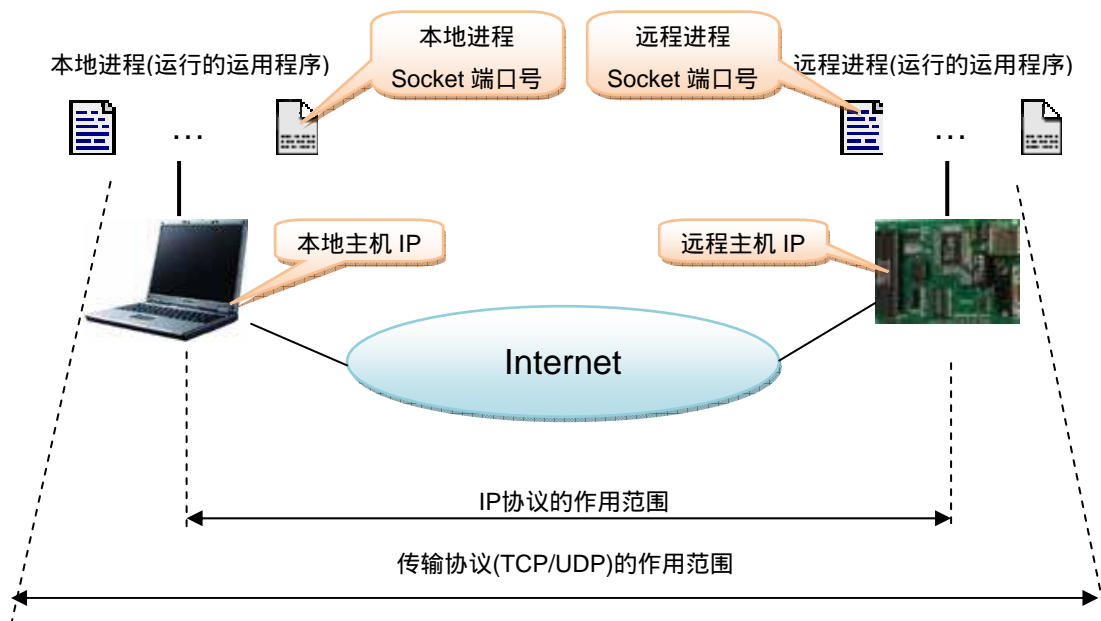 本地进程
Socket 端口号
远程进程
Socket 端口号
本地进程(运行的运用程序)
远程进程(运行的运用程序)
…
…
本地主机 IP
远程主机 IP
Internet
IP协议的作用范围
传输协议(TCP/UDP)的作用范围